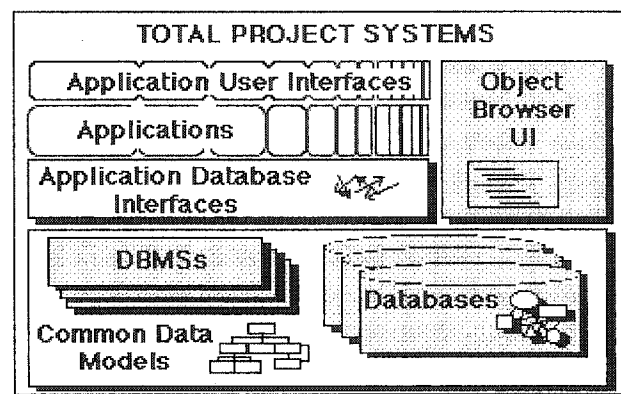 TOTAL PROJECT SYSTEMS
Application User Interfaces
Applications
Application Database
Interfaces
Object
Browser
UI
DBMSs
Databases
Common Data
Models